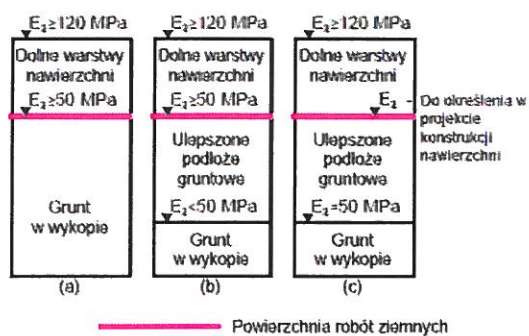 E₂≥120 MPa
Dolne warstwy
nawierzchni
E₂≥50 MPa
Grunt
w wykopie
(a)
E₂≥120 MPa
Dolne warstwy
nawierzchni
E₂≥50 MPa
Ulepszone
podłoże
gruntowe
E₂<50 MPa
Grunt
w wykopie
(b)
E₂≥120 MPa
Dolne warstwy
nawierzchni
E₂ - Do określenia w
projekcie
konstrukcji
nawierzchni
Ulepszone
podłoże
gruntowe
E₂=50 MPa
Grunt
w wykopie
(c)
Powierzchnia robót ziemnych